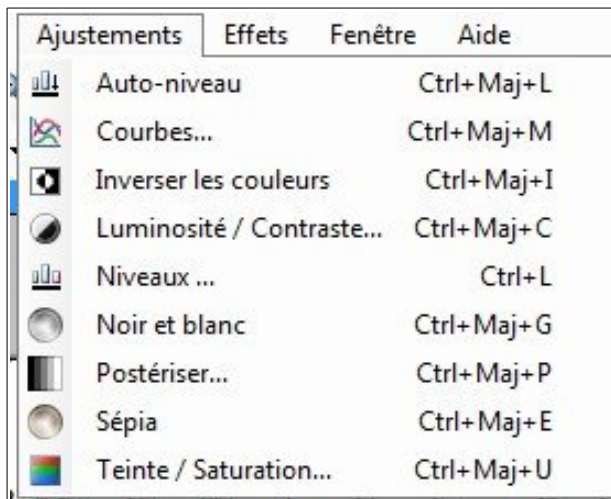 Ajustements Effets Fenêtre Aide
Auto-niveau Ctrl+Maj+L
Courbes... Ctrl+Maj+M
Inverser les couleurs Ctrl+Maj+I
Luminosité / Contraste... Ctrl+Maj+C
Niveaux ... Ctrl+L
Noir et blanc Ctrl+Maj+G
Postériser... Ctrl+Maj+P
Sépia Ctrl+Maj+E
Teinte / Saturation... Ctrl+Maj+U